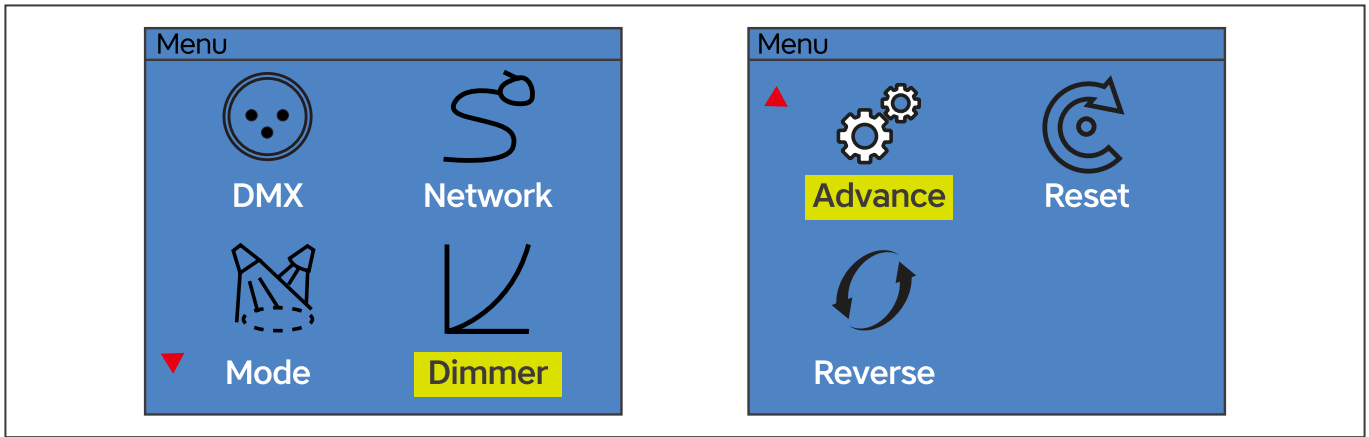 Menu
DMX
Network
Mode
Dimmer
Menu
Advance
Reset
Reverse